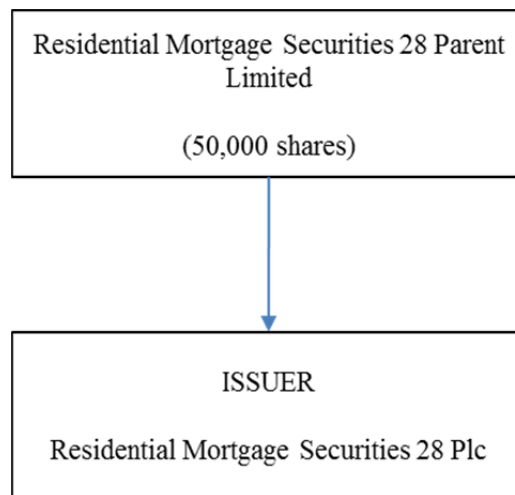 Residential Mortgage Securities 28 Parent
Limited
(50,000 shares)
ISSUER
Residential Mortgage Securities 28 Plc